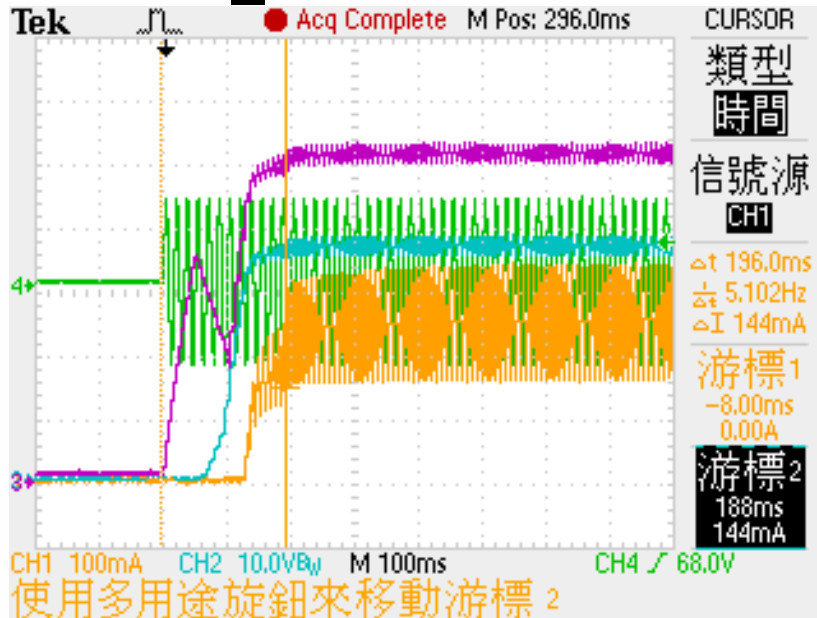 Tek Acq Complete M Pos: 296.0ms CURSOR
類型
時間
信號源
CH1
△t 196.0ms
1/△t 5.102Hz
△I 144mA
游標1
-8.00ms
0.00A
游標2
188ms
144mA
4
3
CH1 100mA CH2 10.0VBW M 100ms CH4 68.0V
使用多用途旋鈕來移動游標 2